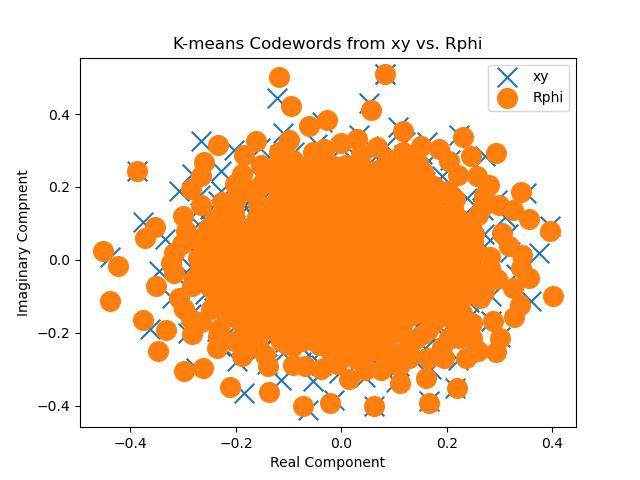 K-means Codewords from xy vs. Rphi
xy
Rphi
0.4
0.2
0.0
−0.2
−0.4
Imaginary Compnent
−0.4
−0.2
0.0
0.2
0.4
Real Component